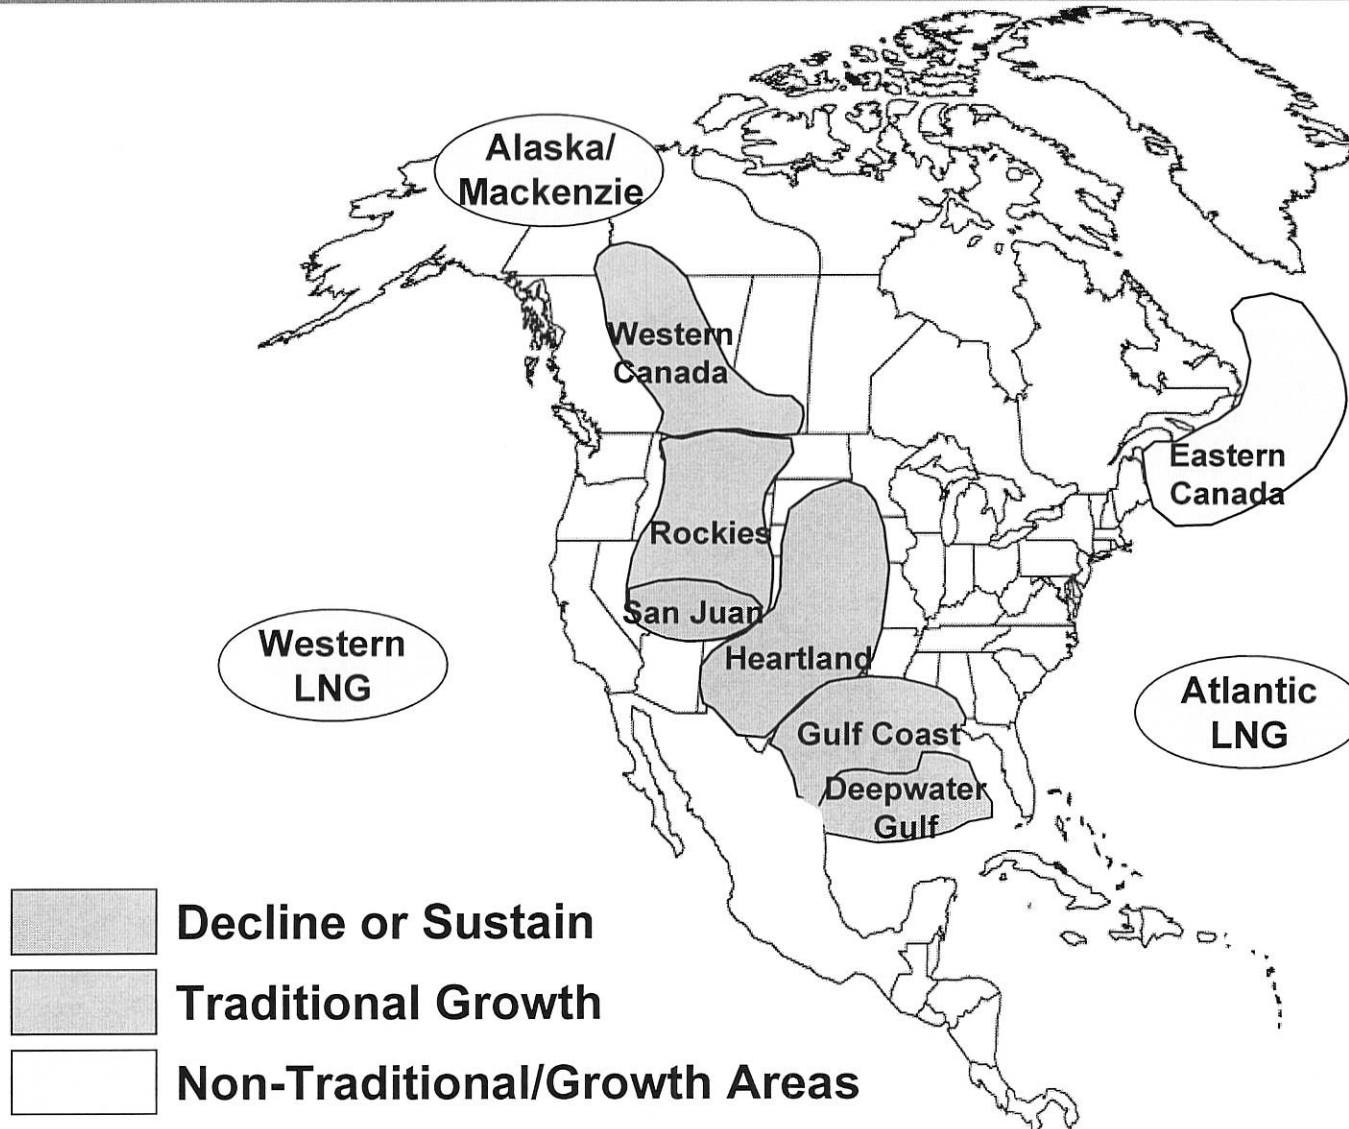 Alaska/
Mackenzie
Western
Canada
Eastern
Canada
Rockies
San Juan
Western
LNG
Heartland
Atlantic
LNG
Gulf Coast
Deepwater
Gulf
Decline or Sustain
Traditional Growth
Non-Traditional/Growth Areas